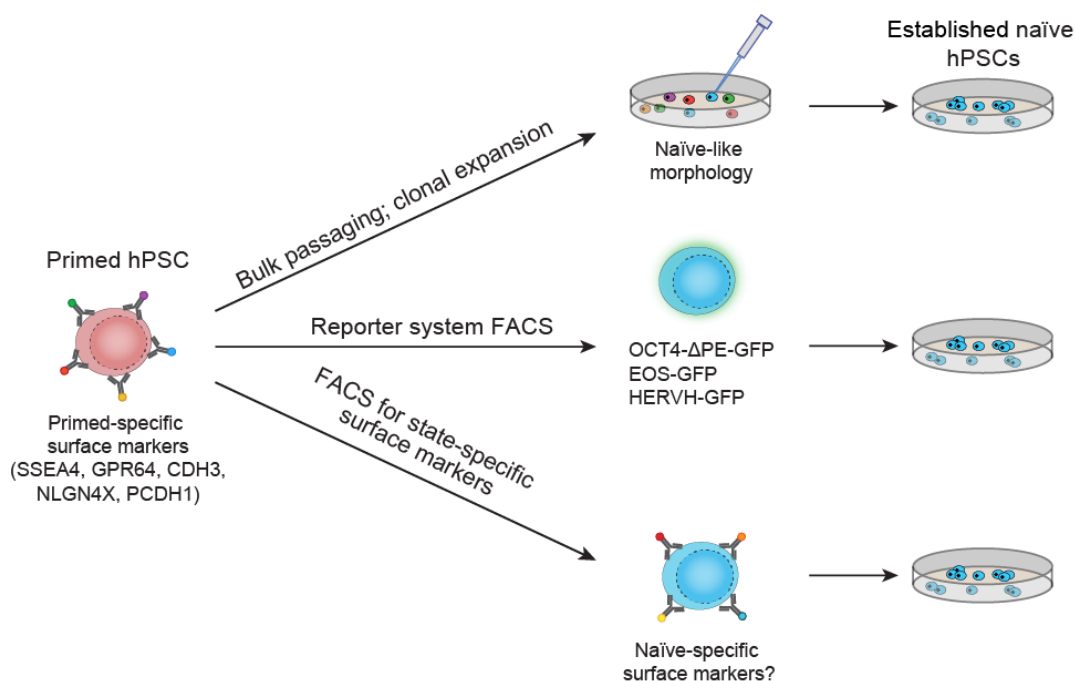 Established naïve
hPSCs
Naïve-like
morphology
Bulk passaging; clonal expansion
Primed hPSC
Reporter system FACS
OCT4-ΔPE-GFP
EOS-GFP
HERVH-GFP
Primed-specific
surface markers
(SSEA4, GPR64, CDH3,
NLGN4X, PCDH1)
FACS for state-specific
surface markers
Naïve-specific
surface markers?